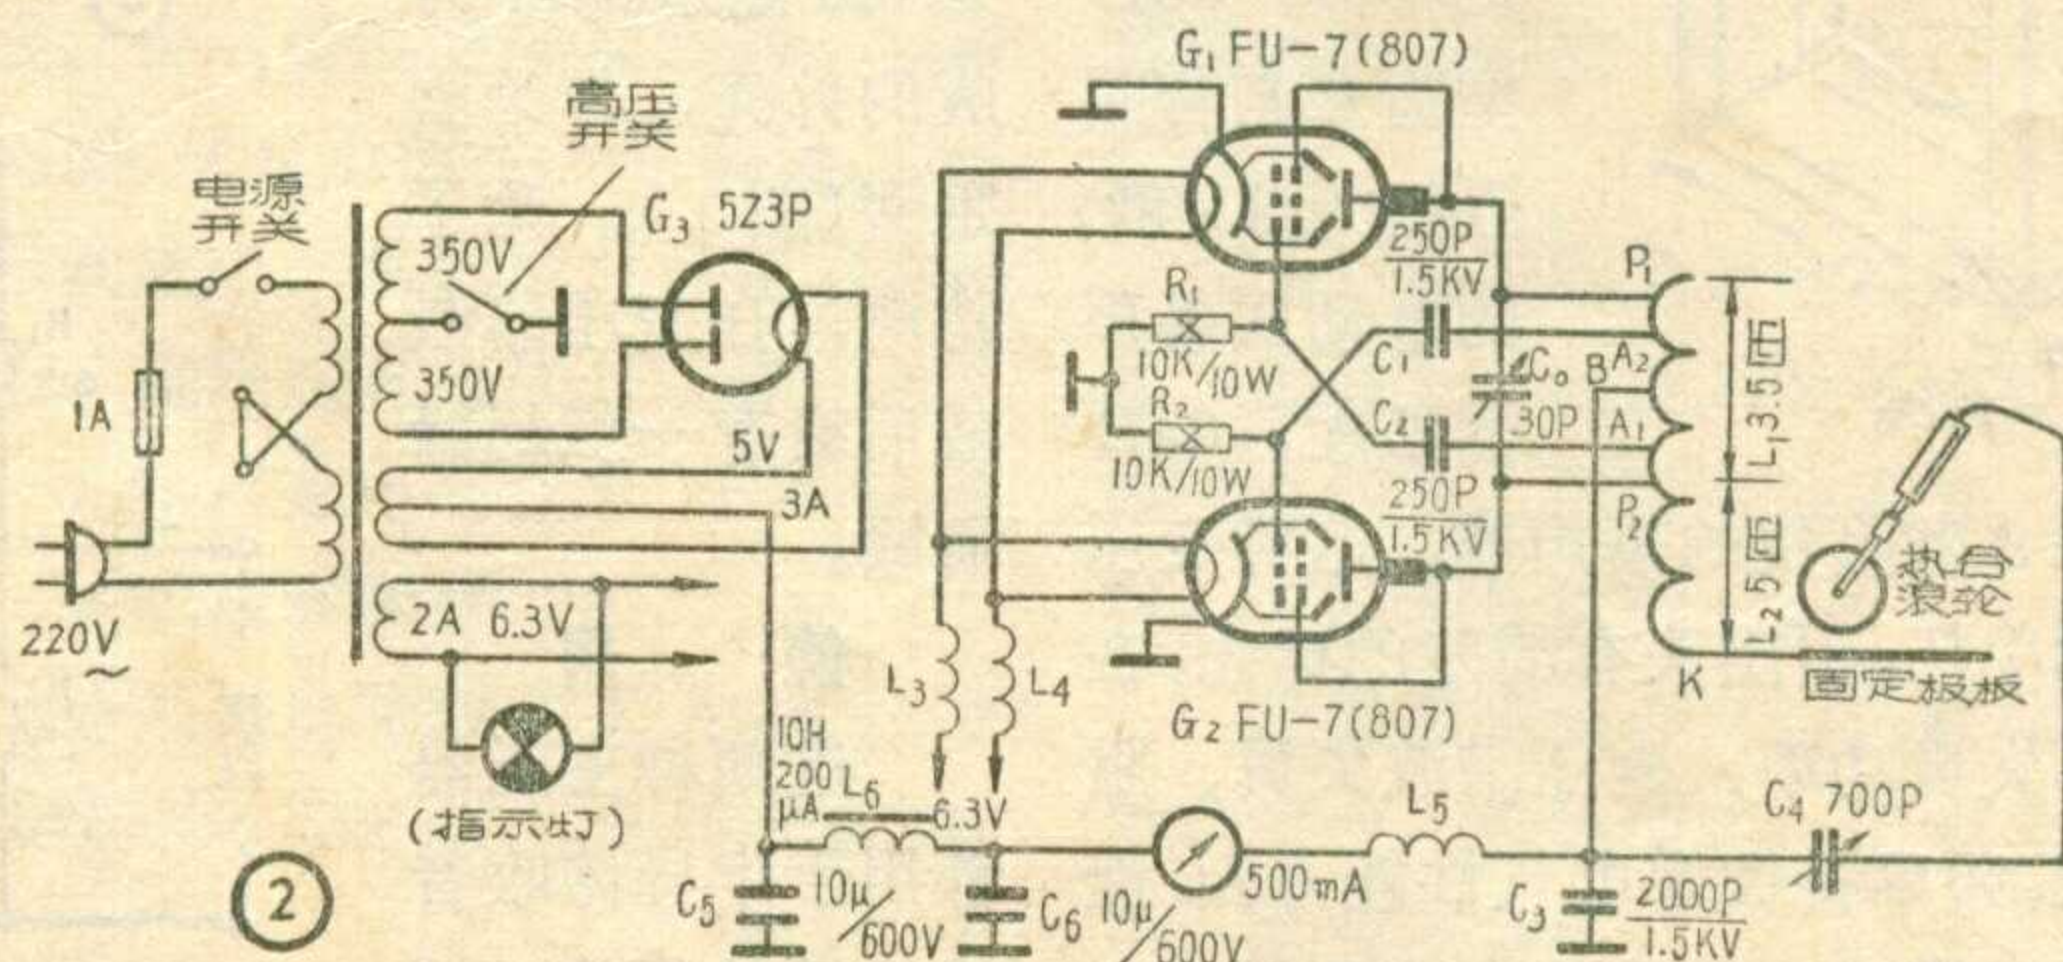 G₁ FU-7(807)
高压
开关
电源
开关
G₃ 5Z3P
350V
350V
250P
1.5KV
P₁
R₁
10K/10W
C₁
C₀
B
A₂
L₁ 3.5匝
1A
R₂
C₂
30P
A₁
5V
10K/10W
250P
1.5KV
3A
P₂
L₂ 5匝
热合
滚轮
2A 6.3V
220V
~
L₃
L₄
K
固定极板
G₂ FU-7(807)
10H
200
μA
L₆
6.3V
L₅
C₄ 700P
(指示灯)
500mA
2
C₅
10μ/600V
C₆
10μ/600V
C₃
2000P
1.5KV